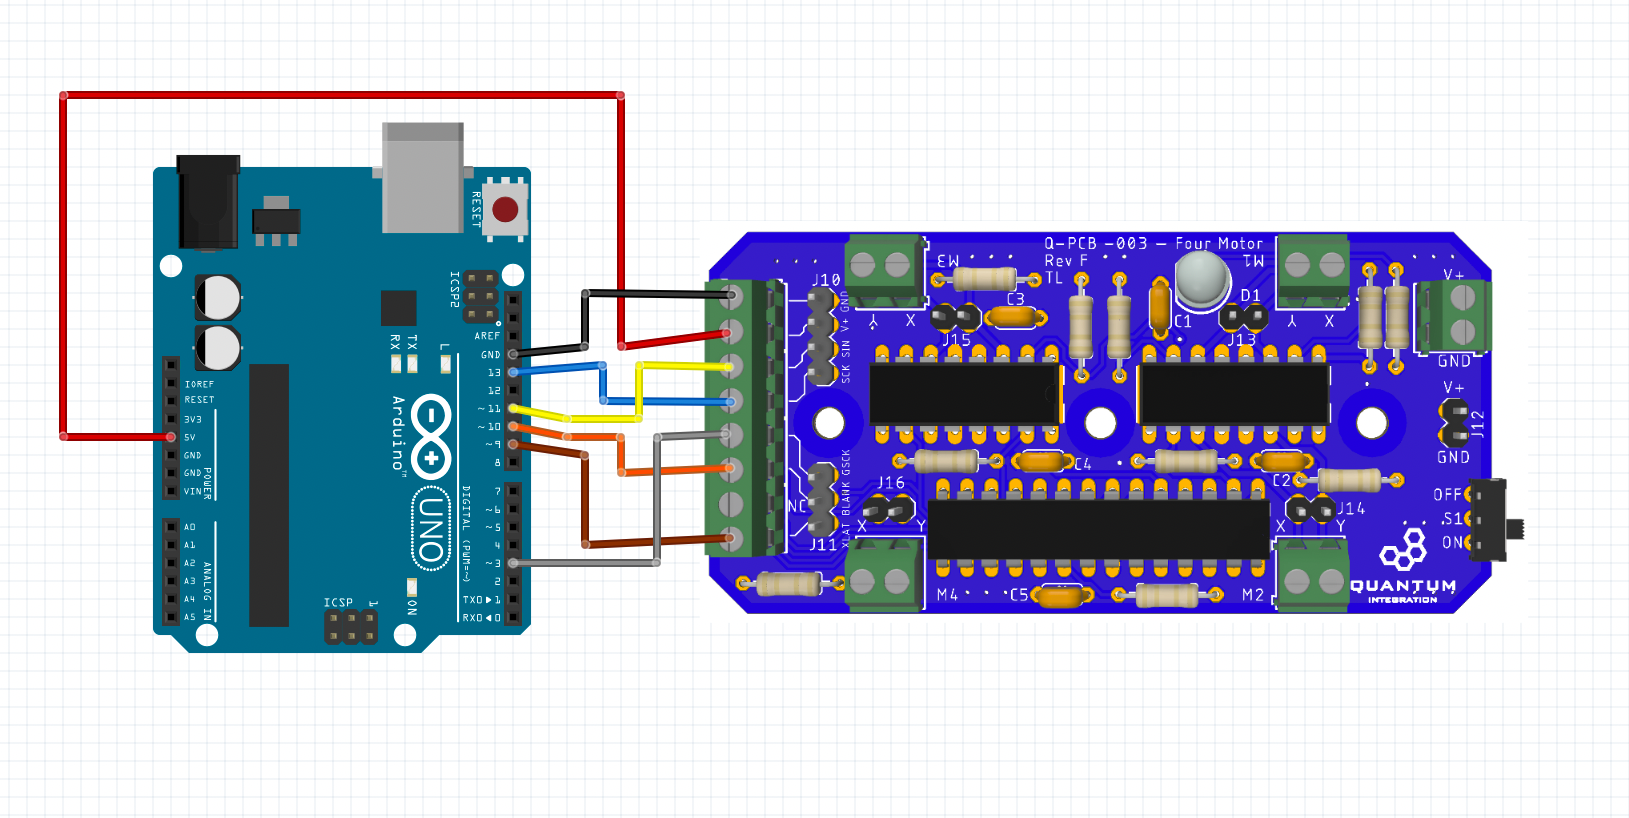 RESET
ICSP2
AREF
GND
13
12
~11
~10
~9
8
7
~6
~5
4
~3
2
TXD▶1
RXD◀0
DIGITAL (PWM=~)
RX
TX
L
Arduino™
UNO
ON
ICSP
1
IOREF
RESET
3V3
5V
GND
GND
VIN
POWER
A0
A1
A2
A3
A4
A5
ANALOG IN
Q-PCB -003 - Four Motor
Rev F
TL
M3
M1
J10
SCK SIN V+ GND
Y X
J15
C3
C1
D1
J13
Y X
V+
GND
V+
GND
J12
C4
C2
J16
X Y
J14
X Y
NC
XLAT BLANK GSCK
J11
M4
C5
M2
OFF
S1
ON
QUANTUM
INTEGRATION